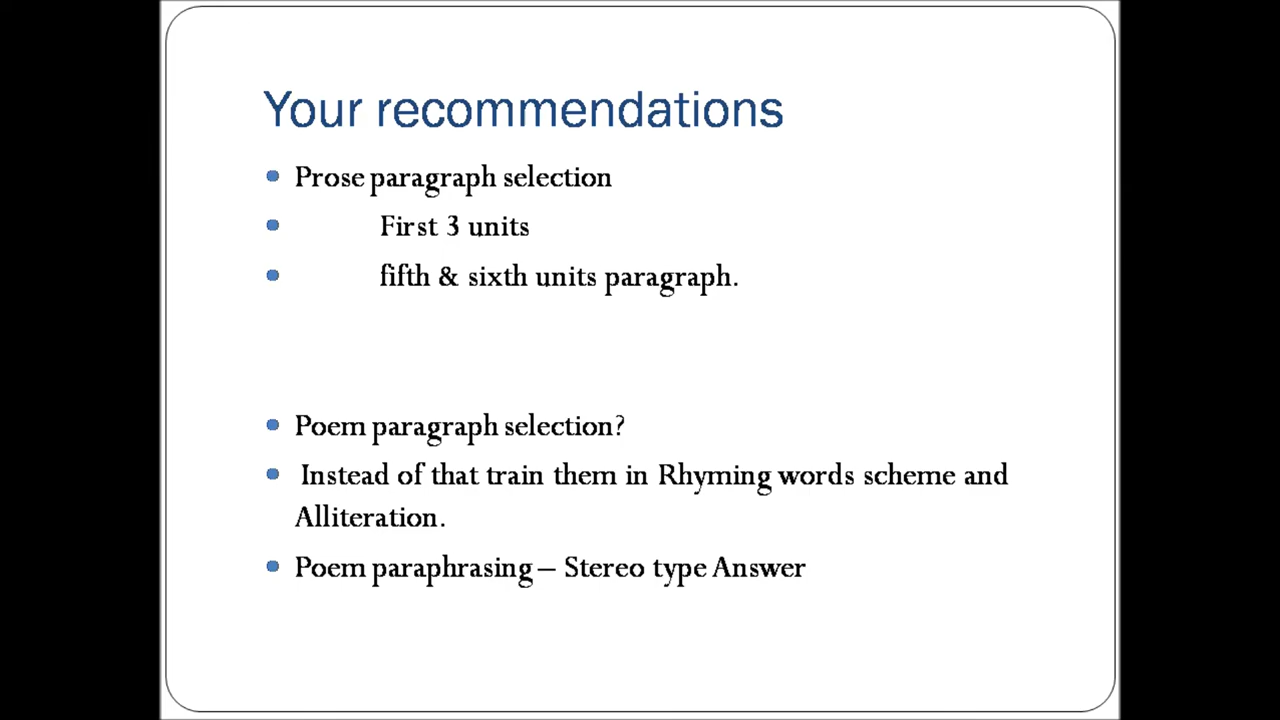 Your recommendations
Prose paragraph selection
First 3 units
fifth & sixth units paragraph.
Poem paragraph selection?
Instead of that train them in Rhyming words scheme and
Alliteration.
Poem paraphrasing – Stereo type Answer